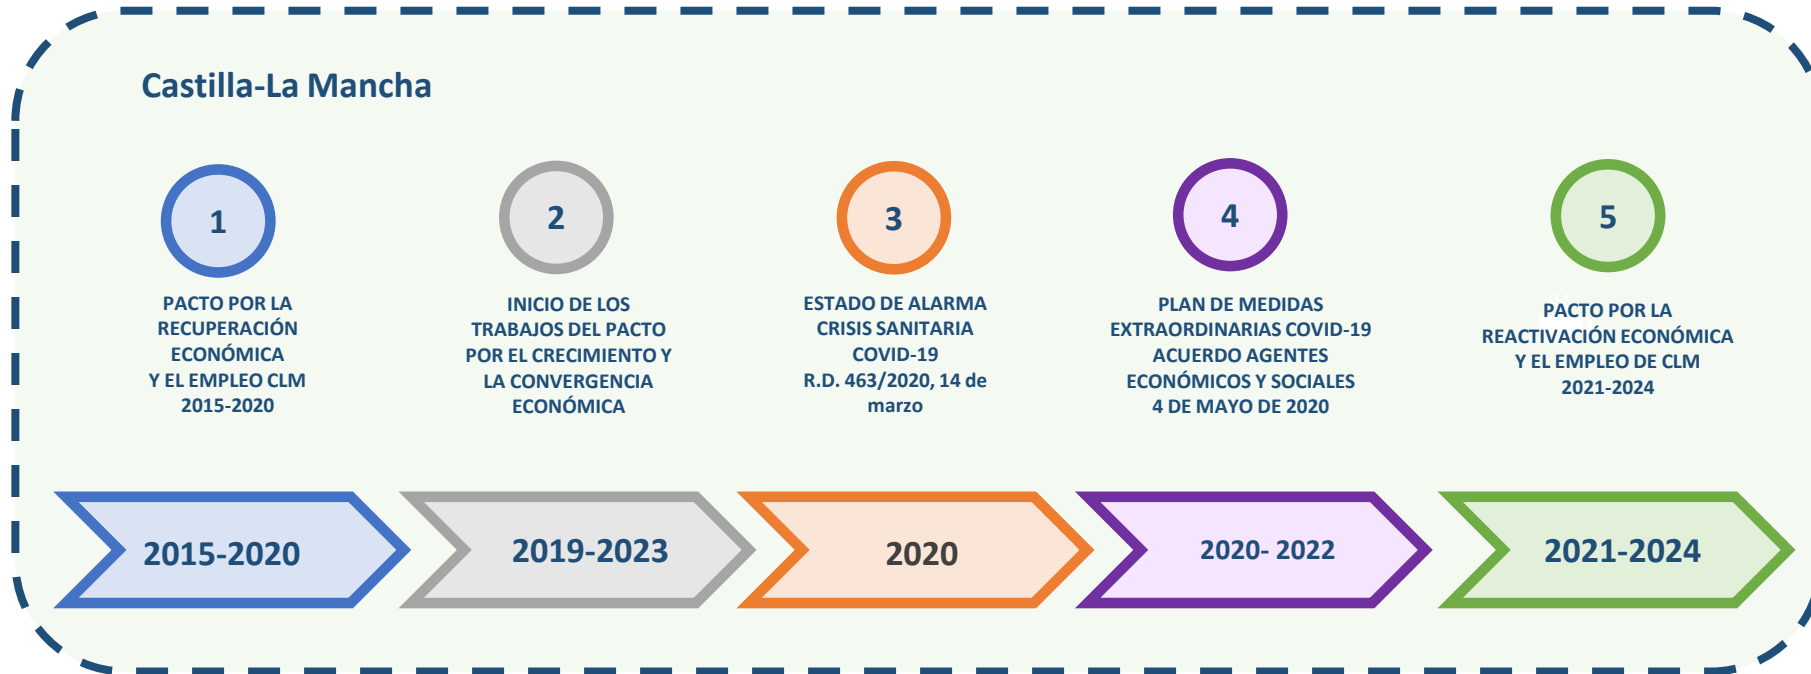 Castilla-La Mancha
1
PACTO POR LA
RECUPERACIÓN
ECONÓMICA
Y EL EMPLEO CLM
2015-2020
2
INICIO DE LOS
TRABAJOS DEL PACTO
POR EL CRECIMIENTO Y
LA CONVERGENCIA
ECONÓMICA
3
ESTADO DE ALARMA
CRISIS SANITARIA
COVID-19
R.D. 463/2020, 14 de
marzo
4
PLAN DE MEDIDAS
EXTRAORDINARIAS COVID-19
ACUERDO AGENTES
ECONÓMICOS Y SOCIALES
4 DE MAYO DE 2020
5
PACTO POR LA
REACTIVACIÓN ECONÓMICA
Y EL EMPLEO DE CLM
2021-2024
2015-2020
2019-2023
2020
2020- 2022
2021-2024